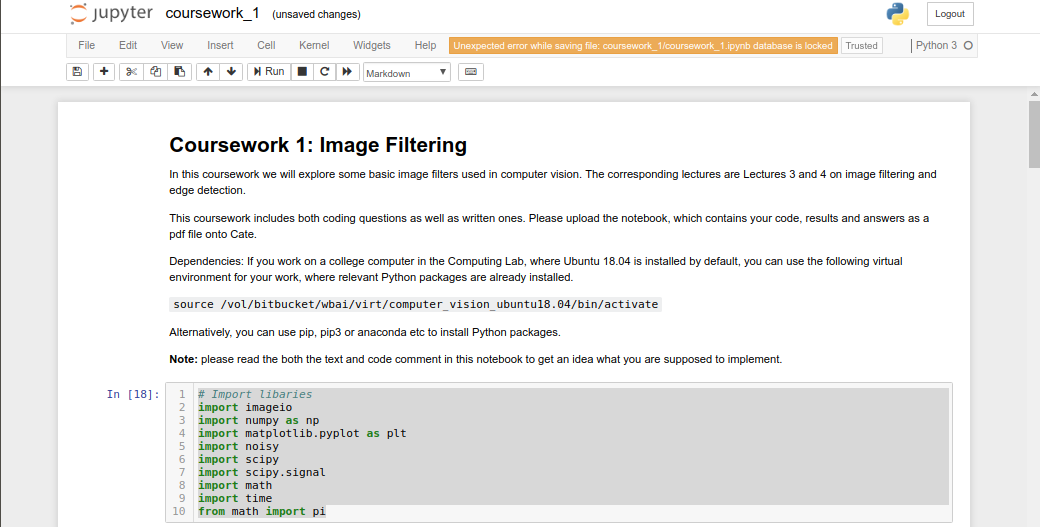 jupyter coursework_1 (unsaved changes) Logout
File Edit View Insert Cell Kernel Widgets Help Unexpected error while saving file: coursework_1/coursework_1.ipynb database is locked Trusted Python 3
Run Markdown
Coursework 1: Image Filtering
In this coursework we will explore some basic image filters used in computer vision. The corresponding lectures are Lectures 3 and 4 on image filtering and
edge detection.
This coursework includes both coding questions as well as written ones. Please upload the notebook, which contains your code, results and answers as a
pdf file onto Cate.
Dependencies: If you work on a college computer in the Computing Lab, where Ubuntu 18.04 is installed by default, you can use the following virtual
environment for your work, where relevant Python packages are already installed.
source /vol/bitbucket/wbai/virt/computer_vision_ubuntu18.04/bin/activate
Alternatively, you can use pip, pip3 or anaconda etc to install Python packages.
Note: please read the both the text and code comment in this notebook to get an idea what you are supposed to implement.
In [18]: 1 # Import libaries
2 import imageio
3 import numpy as np
4 import matplotlib.pyplot as plt
5 import noisy
6 import scipy
7 import scipy.signal
8 import math
9 import time
10 from math import pi